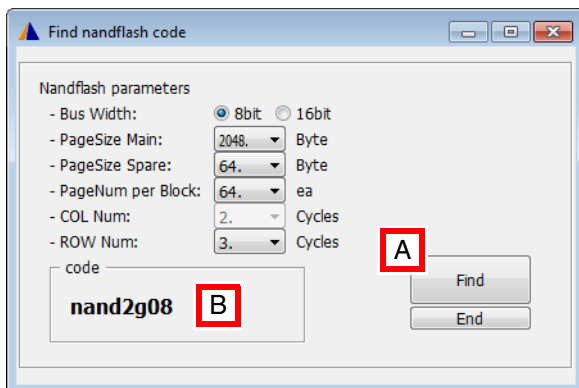 Find nandflash code
Nandflash parameters
- Bus Width: 8bit 16bit
- PageSize Main: 2048. Byte
- PageSize Spare: 64. Byte
- PageNum per Block: 64. ea
- COL Num: 2. Cycles
- ROW Num: 3. Cycles
A
code
nand2g08 B
Find
End